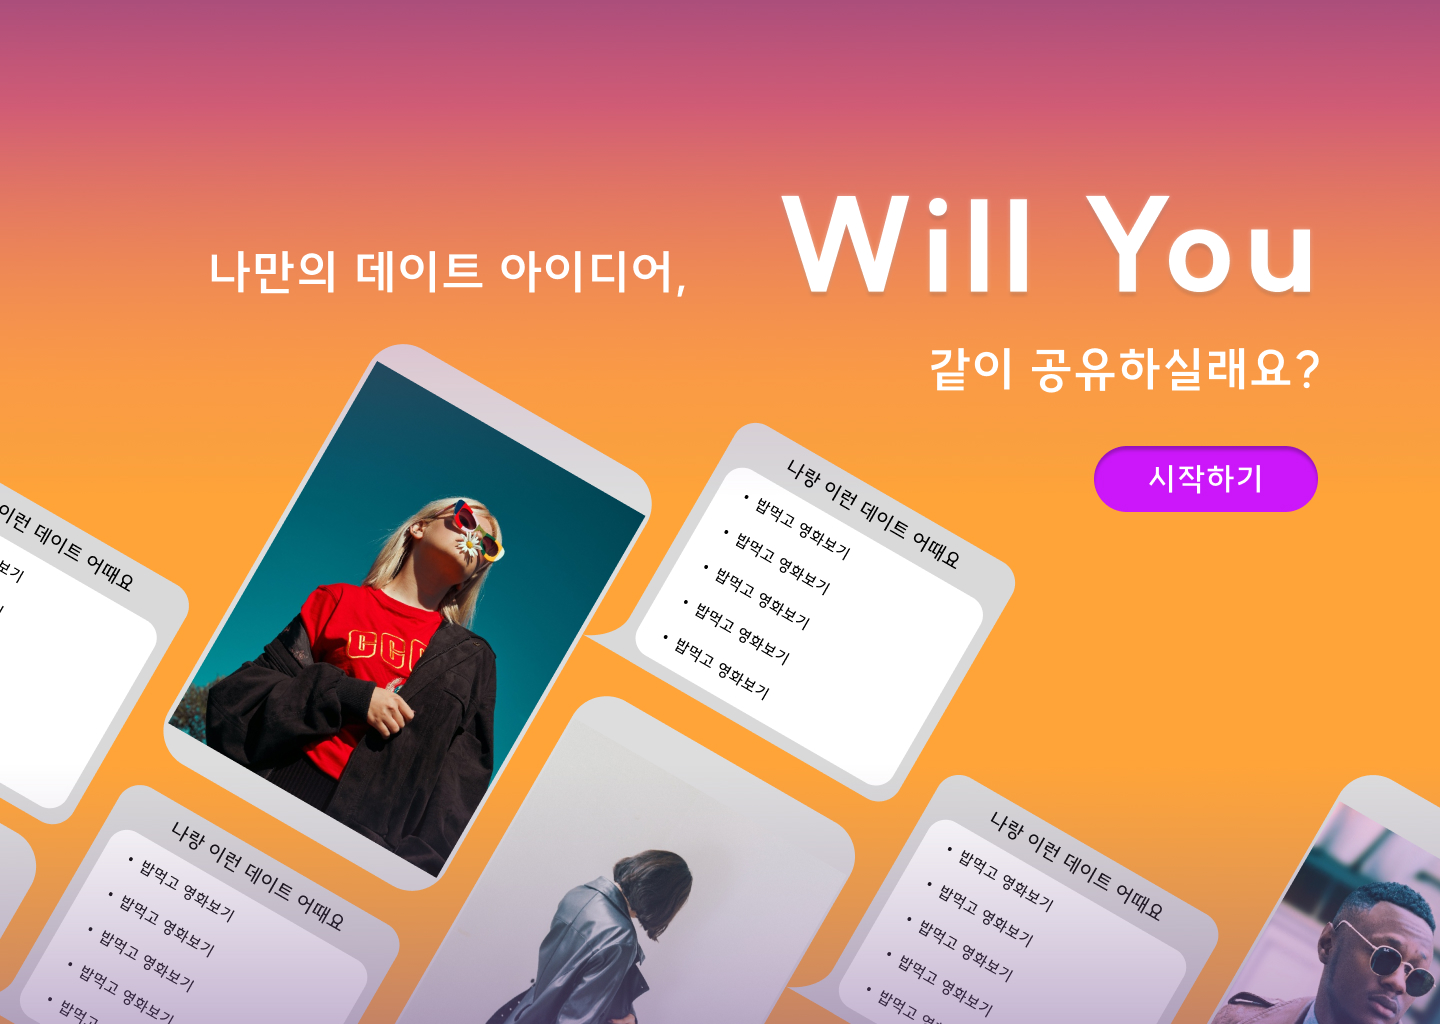 Will You
나만의 데이트 아이디어,
같이 공유하실래요?
시작하기
이런 데이트 어때요
보기
CCC
나랑 이런 데이트 어때요
• 밥먹고 영화보기
• 밥먹고 영화보기
• 밥먹고 영화보기
• 밥먹고 영화보기
• 밥먹고 영화보기
나랑 이런 데이트 어때요
• 밥먹고 영화보기
• 밥먹고 영화보기
• 밥먹고 영화보기
• 밥먹고 영화보기
• 밥먹고
나랑 이런 데이트 어때요
• 밥먹고 영화보기
• 밥먹고 영화보기
• 밥먹고 영화보기
• 밥먹고 영화보기
• 밥먹고